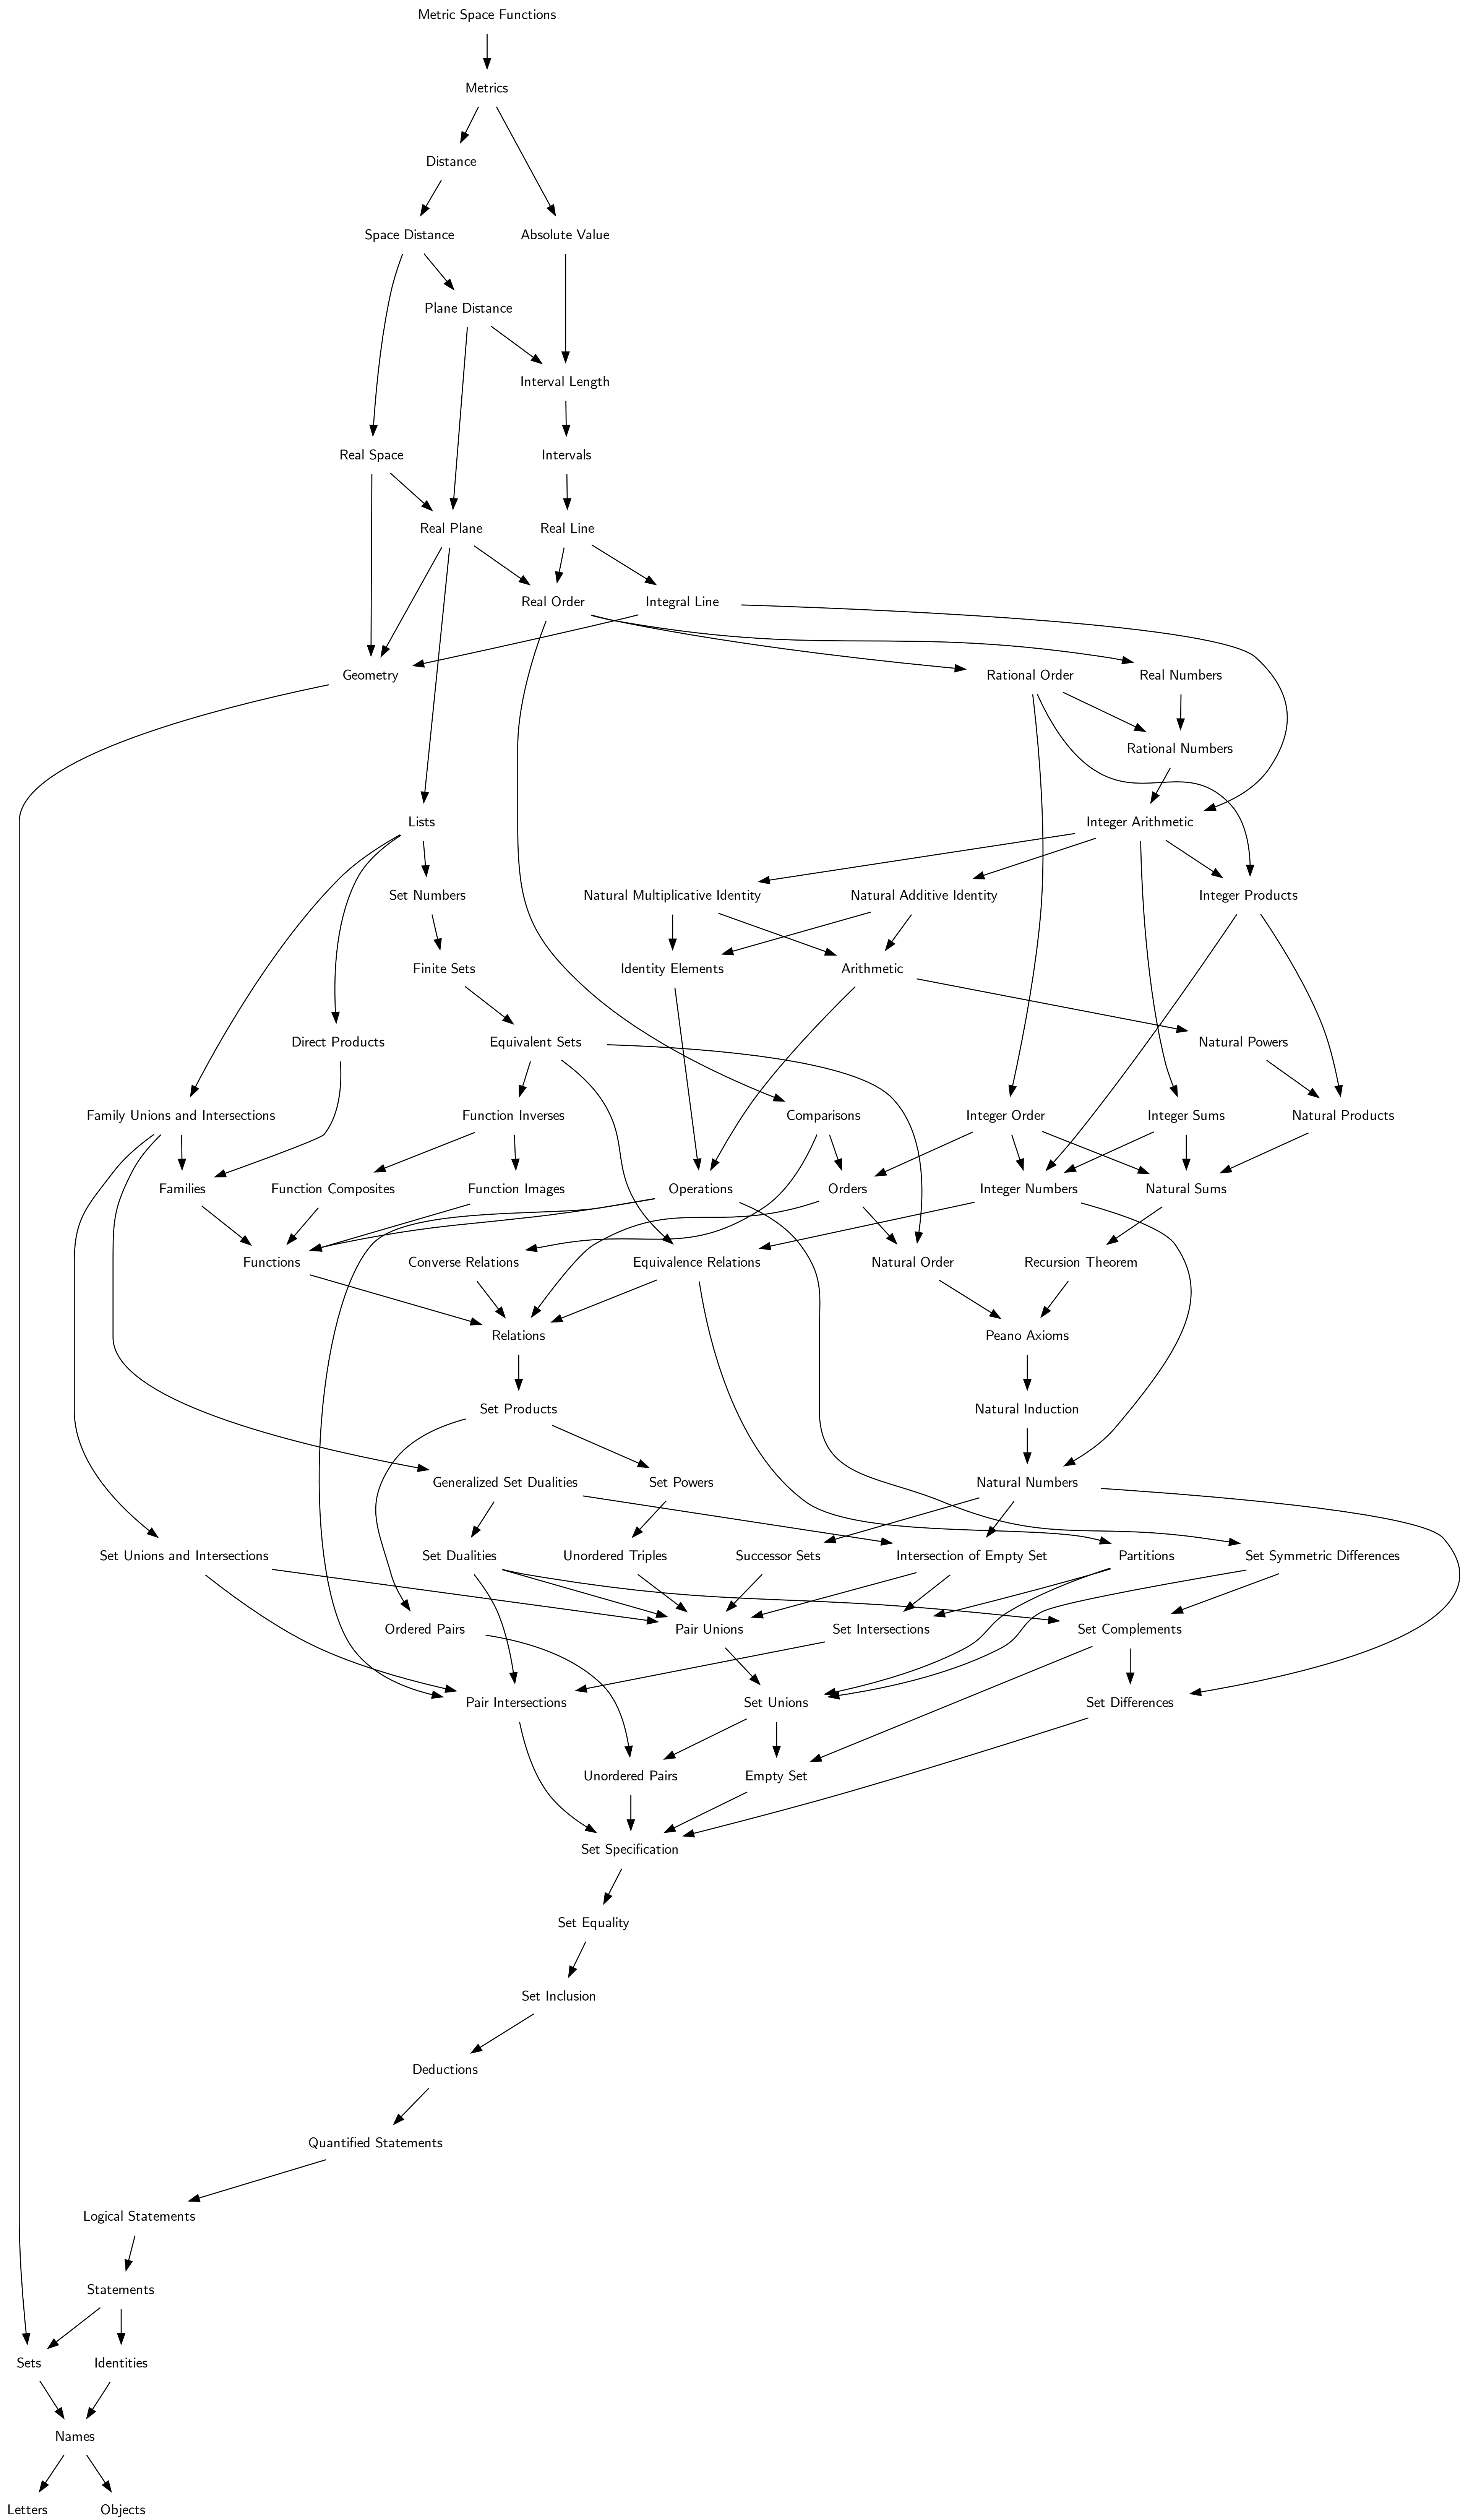 Metric Space Functions
Metrics
Distance
Space Distance
Absolute Value
Plane Distance
Interval Length
Real Space
Intervals
Real Plane
Real Line
Real Order
Integral Line
Geometry
Rational Order
Real Numbers
Rational Numbers
Lists
Integer Arithmetic
Set Numbers
Natural Multiplicative Identity
Natural Additive Identity
Integer Products
Finite Sets
Identity Elements
Arithmetic
Direct Products
Equivalent Sets
Natural Powers
Family Unions and Intersections
Function Inverses
Comparisons
Integer Order
Integer Sums
Natural Products
Families
Function Composites
Function Images
Operations
Orders
Integer Numbers
Natural Sums
Functions
Converse Relations
Equivalence Relations
Natural Order
Recursion Theorem
Relations
Peano Axioms
Set Products
Natural Induction
Generalized Set Dualities
Set Powers
Natural Numbers
Set Unions and Intersections
Set Dualities
Unordered Triples
Successor Sets
Intersection of Empty Set
Partitions
Set Symmetric Differences
Ordered Pairs
Pair Unions
Set Intersections
Set Complements
Pair Intersections
Set Unions
Set Differences
Unordered Pairs
Empty Set
Set Specification
Set Equality
Set Inclusion
Deductions
Quantified Statements
Logical Statements
Statements
Sets
Identities
Names
Letters
Objects